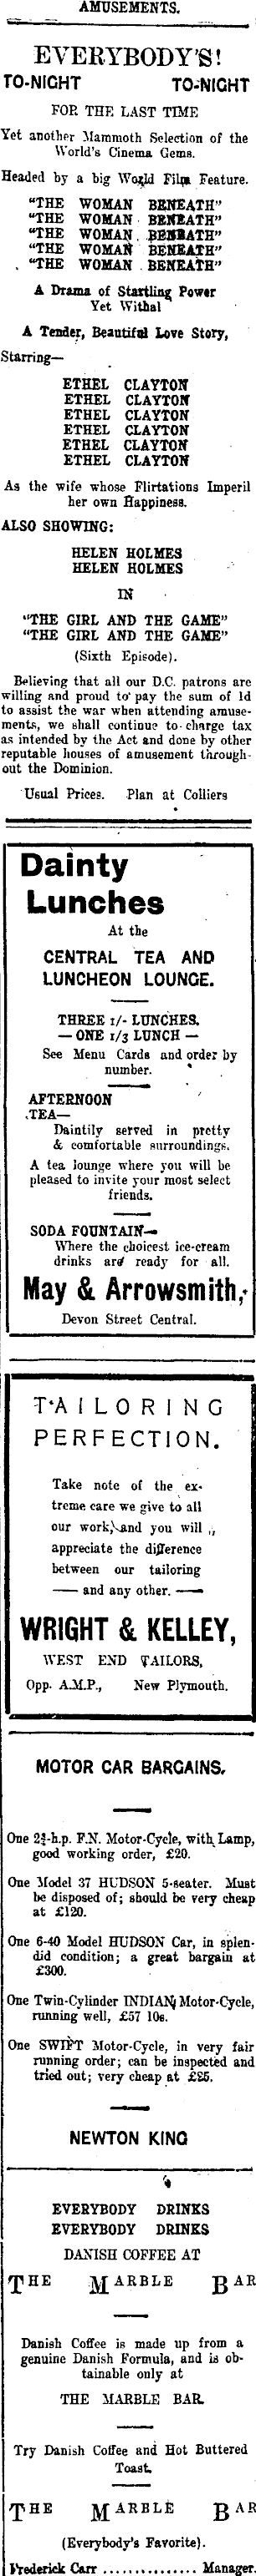 AMUSEMENTS.
EVERYBODY'S!
TO-NIGHT TO-NIGHT
FOR THE LAST TIME
Yet another Mammoth Selection of the
World's Cinema Gems.
Headed by a big World Film Feature.
"THE WOMAN BENEATH"
"THE WOMAN BENEATH"
"THE WOMAN BENEATH"
"THE WOMAN BENEATH"
"THE WOMAN BENEATH"
A Drama of Startling Power
Yet Withal
A Tender, Beautiful Love Story,
Starring—
ETHEL CLAYTON
ETHEL CLAYTON
ETHEL CLAYTON
ETHEL CLAYTON
ETHEL CLAYTON
ETHEL CLAYTON
As the wife whose Flirtations Imperil
her own Happiness.
ALSO SHOWING:
HELEN HOLMES
HELEN HOLMES
IN
"THE GIRL AND THE GAME"
"THE GIRL AND THE GAME"
(Sixth Episode).
Believing that all our D.C. patrons are
willing and proud to pay the sum of 1d
to assist the war when attending amuse-
ments, we shall continue to charge tax
as intended by the Act and done by other
reputable houses of amusement through-
out the Dominion.
Usual Prices. Plan at Colliers
Dainty
Lunches
At the
CENTRAL TEA AND
LUNCHEON LOUNGE.
THREE 1/- LUNCHES.
— ONE 1/3 LUNCH —
See Menu Cards and order by
number.
AFTERNOON
TEA—
Daintily served in pretty
& comfortable surroundings.
A tea lounge where you will be
pleased to invite your most select
friends.
SODA FOUNTAIN—
Where the choicest ice-cream
drinks are ready for all.
May & Arrowsmith,
Devon Street Central.
TAILORING
PERFECTION.
Take note of the ex-
treme care we give to all
our work, and you will
appreciate the difference
between our tailoring
— and any other. —
WRIGHT & KELLEY,
WEST END TAILORS,
Opp. A.M.P., New Plymouth.
MOTOR CAR BARGAINS.
One 2¾-h.p. F.N. Motor-Cycle, with Lamp,
good working order, £20.
One Model 37 HUDSON 5-seater. Must
be disposed of; should be very cheap
at £120.
One 6-40 Model HUDSON Car, in splen-
did condition; a great bargain at
£300.
One Twin-Cylinder INDIAN Motor-Cycle,
running well, £57 10s.
One SWIFT Motor-Cycle, in very fair
running order; can be inspected and
tried out; very cheap at £25.
NEWTON KING
EVERYBODY DRINKS
EVERYBODY DRINKS
DANISH COFFEE AT
THE MARBLE BAR
Danish Coffee is made up from a
genuine Danish Formula, and is ob-
tainable only at
THE MARBLE BAR.
Try Danish Coffee and Hot Buttered
Toast.
THE MARBLE BAR
(Everybody's Favorite).
Frederick Carr ............... Manager.